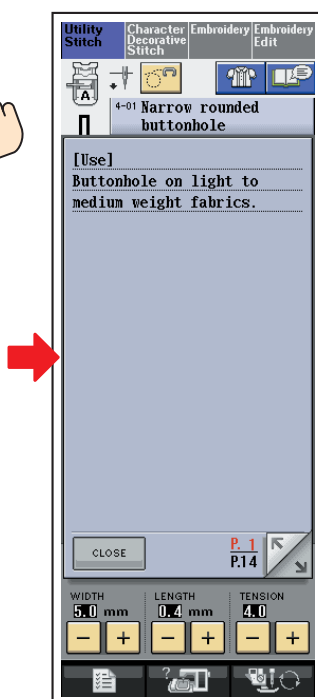 Utility Stitch
Character Decorative Stitch
Embroidery
Embroidery Edit
A
4-01 Narrow rounded
buttonhole
[Use]
Buttonhole on light to
medium weight fabrics.
CLOSE
P. 1
P.14
WIDTH
5.0 mm
LENGTH
0.4 mm
TENSION
4.0
− +
− +
− +
?